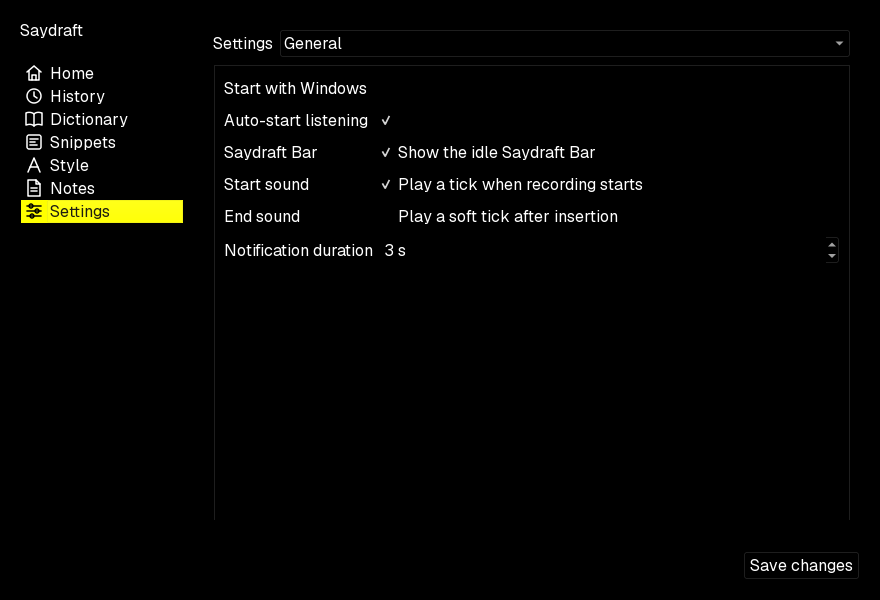 Saydraft
Home
History
Dictionary
Snippets
Style
Notes
Settings
Settings General
Start with Windows
Auto-start listening ✓
Saydraft Bar ✓ Show the idle Saydraft Bar
Start sound ✓ Play a tick when recording starts
End sound Play a soft tick after insertion
Notification duration 3 s
Save changes